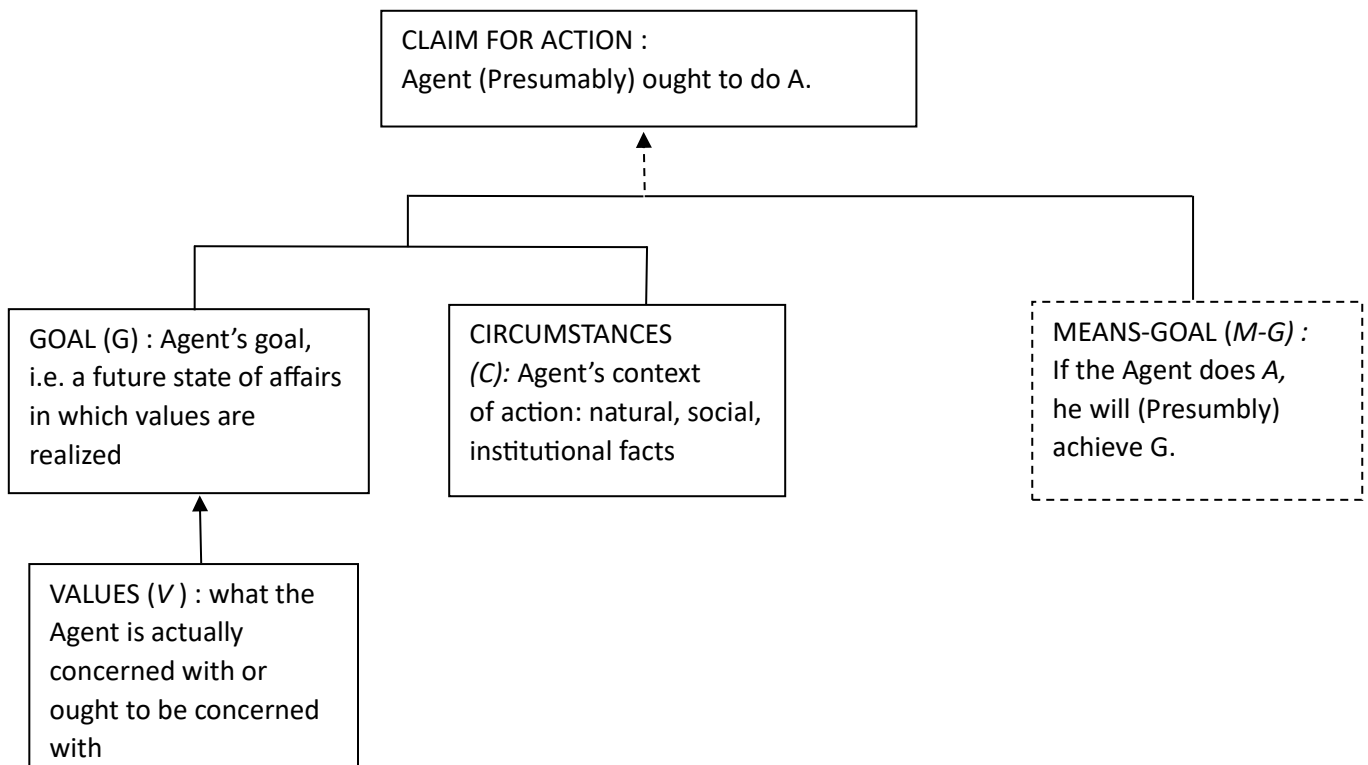 CLAIM FOR ACTION :
Agent (Presumably) ought to do A.
GOAL (G) : Agent’s goal,
i.e. a future state of affairs
in which values are
realized
CIRCUMSTANCES
(C): Agent’s context
of action: natural, social,
institutional facts
MEANS-GOAL (M-G) :
If the Agent does A,
he will (Presumbly)
achieve G.
VALUES (V ) : what the
Agent is actually
concerned with or
ought to be concerned
with